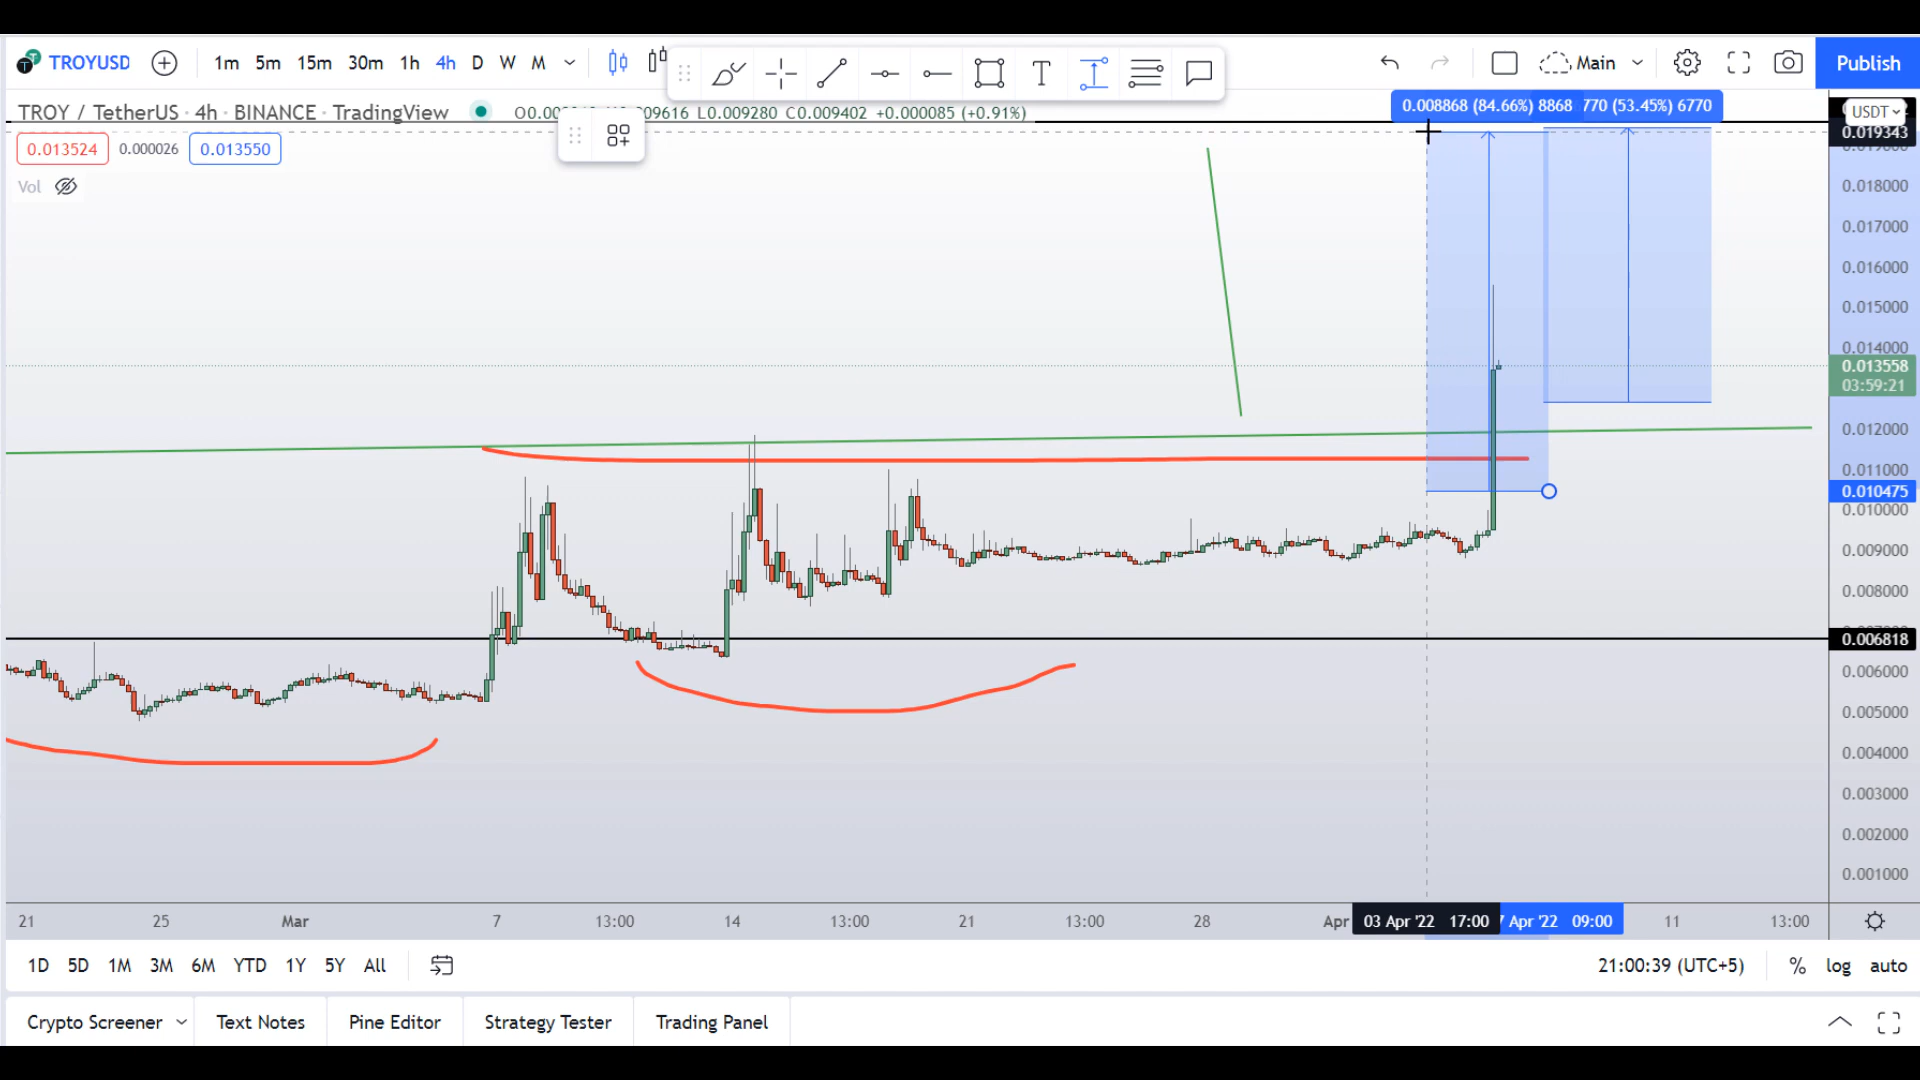 TROYUSD 1m 5m 15m 30m 1h 4h D W M Main Publish
TROY / TetherUS · 4h · BINANCE · TradingView 9616 L0.009280 C0.009402 +0.000085 (+0.91%)
0.008868 (84.66%) 8868 770 (53.45%) 6770
USDT
0.019343
0.013524 0.000026 0.013550
Vol
0.018000
0.017000
0.016000
0.015000
0.014000
0.013558
03:59:21
0.012000
0.011000
0.010475
0.010000
0.009000
0.008000
0.006818
0.006000
0.005000
0.004000
0.003000
0.002000
0.001000
21 25 Mar 7 13:00 14 13:00 21 13:00 28 Apr 03 Apr '22 17:00 Apr '22 09:00 11 13:00
1D 5D 1M 3M 6M YTD 1Y 5Y All 21:00:39 (UTC+5) % log auto
Crypto Screener Text Notes Pine Editor Strategy Tester Trading Panel